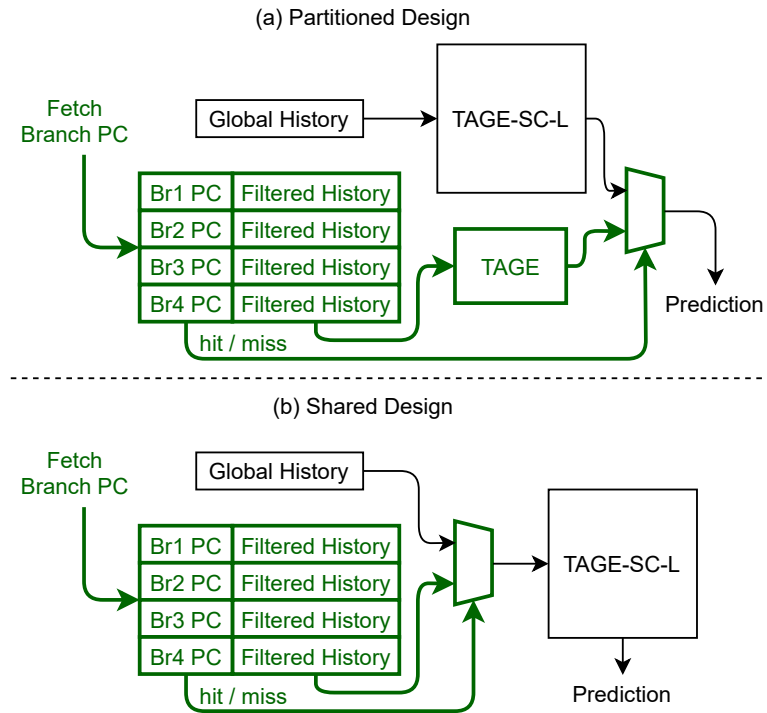 (a) Partitioned Design
Fetch
Branch PC
Global History
TAGE-SC-L
Br1 PC Filtered History
Br2 PC Filtered History
Br3 PC Filtered History
Br4 PC Filtered History
TAGE
hit / miss
Prediction
(b) Shared Design
Fetch
Branch PC
Global History
Br1 PC Filtered History
Br2 PC Filtered History
Br3 PC Filtered History
Br4 PC Filtered History
TAGE-SC-L
hit / miss
Prediction